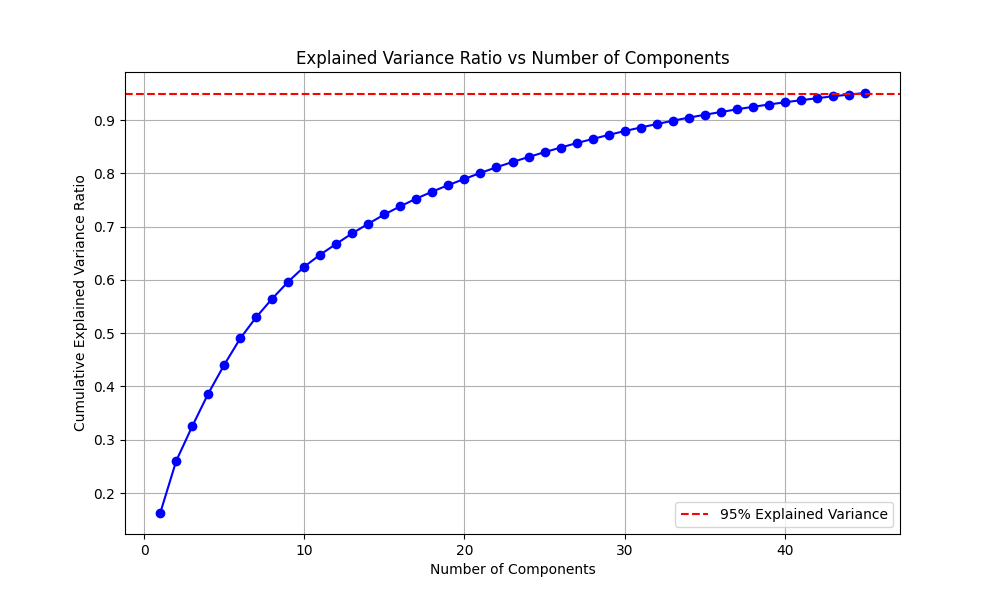 Explained Variance Ratio vs Number of Components
Cumulative Explained Variance Ratio
0.9
0.8
0.7
0.6
0.5
0.4
0.3
0.2
95% Explained Variance
0 10 20 30 40
Number of Components